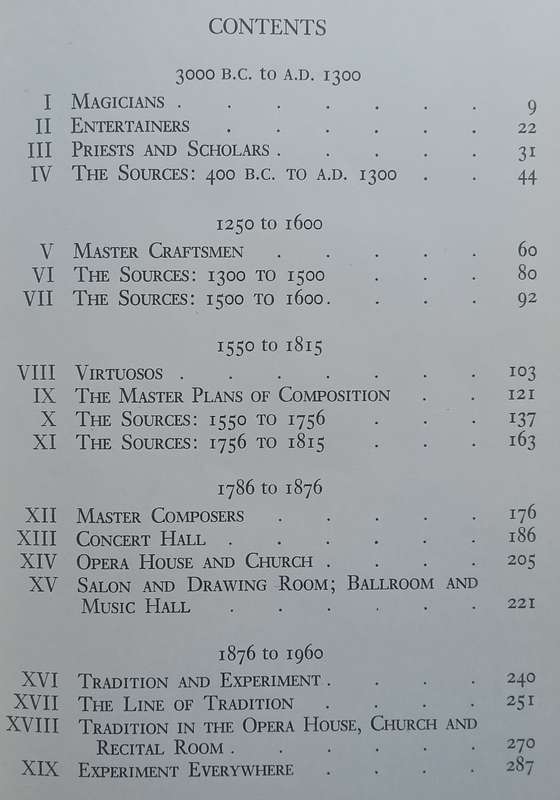 CONTENTS
3000 B.C. to A.D. 1300
I MAGICIANS . . . . . . . 9
II ENTERTAINERS . . . . . . 22
III PRIESTS AND SCHOLARS . . . . . 31
IV THE SOURCES: 400 B.C. TO A.D. 1300 . . 44
1250 to 1600
V MASTER CRAFTSMEN . . . . . 60
VI THE SOURCES: 1300 TO 1500 . . . 80
VII THE SOURCES: 1500 TO 1600 . . . . 92
1550 to 1815
VIII VIRTUOSOS . . . . . . . 103
IX THE MASTER PLANS OF COMPOSITION . . 121
X THE SOURCES: 1550 TO 1756 . . . 137
XI THE SOURCES: 1756 TO 1815 . . . 163
1786 to 1876
XII MASTER COMPOSERS . . . . . 176
XIII CONCERT HALL . . . . . . 186
XIV OPERA HOUSE AND CHURCH . . . . 205
XV SALON AND DRAWING ROOM; BALLROOM AND
MUSIC HALL . . . . . . 221
1876 to 1960
XVI TRADITION AND EXPERIMENT . . . . 240
XVII THE LINE OF TRADITION . . . . 251
XVIII TRADITION IN THE OPERA HOUSE, CHURCH AND
RECITAL ROOM . . . . . . 270
XIX EXPERIMENT EVERYWHERE . . . . 287